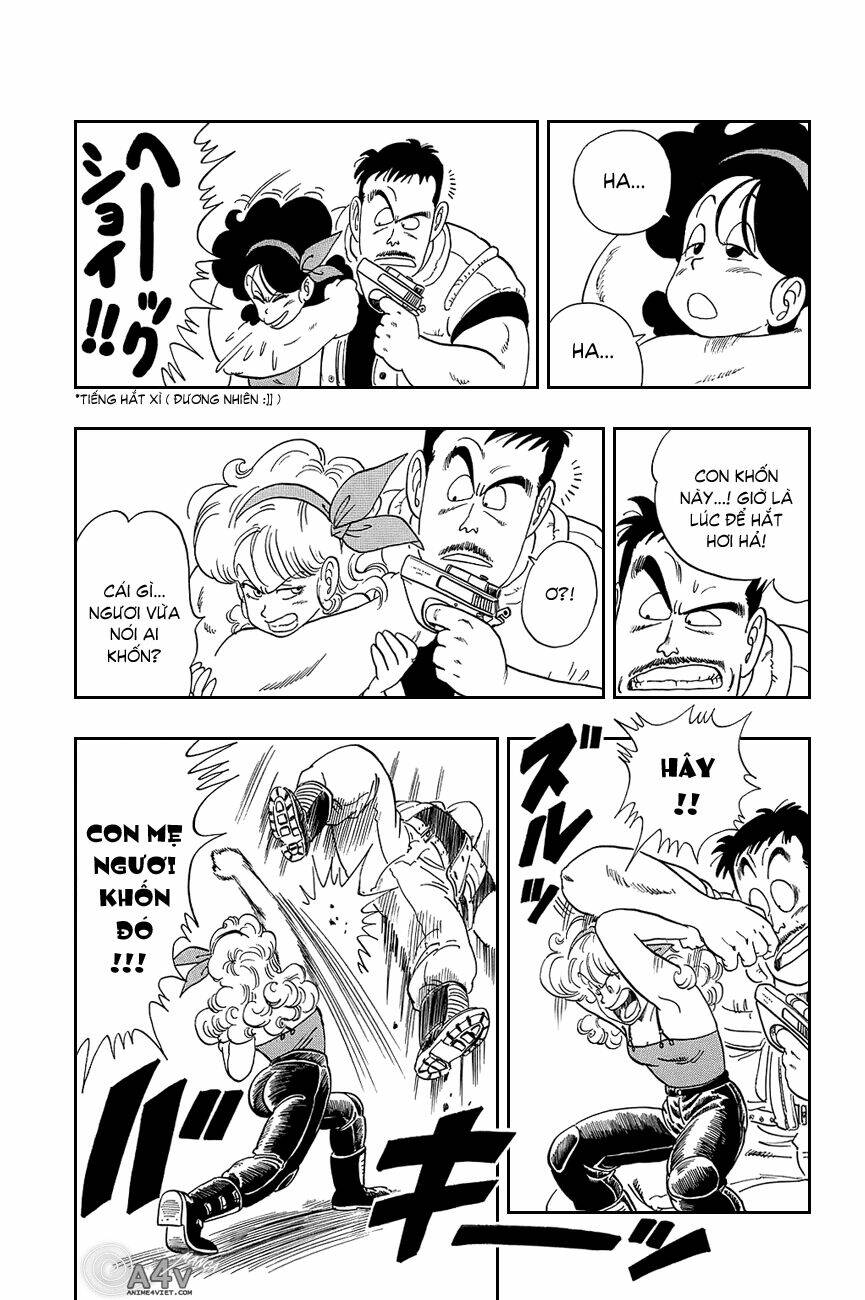 HA...
HA...
ヘーックショイ!!
*TIẾNG HẮT XÌ ( ĐƯƠNG NHIÊN :]] )
CON KHỐN
NÀY...! GIỜ LÀ
LÚC ĐỂ HẮT
HƠI HẢ!
Ơ?!
CÁI GÌ...
NGƯƠI VỪA
NÓI AI
KHỐN?
HÂY
!!
ズルッ
CON MẸ
NGƯƠI
KHỐN
ĐÓ
!!!
バキーッ
A4v
ANIME4VIET.COM